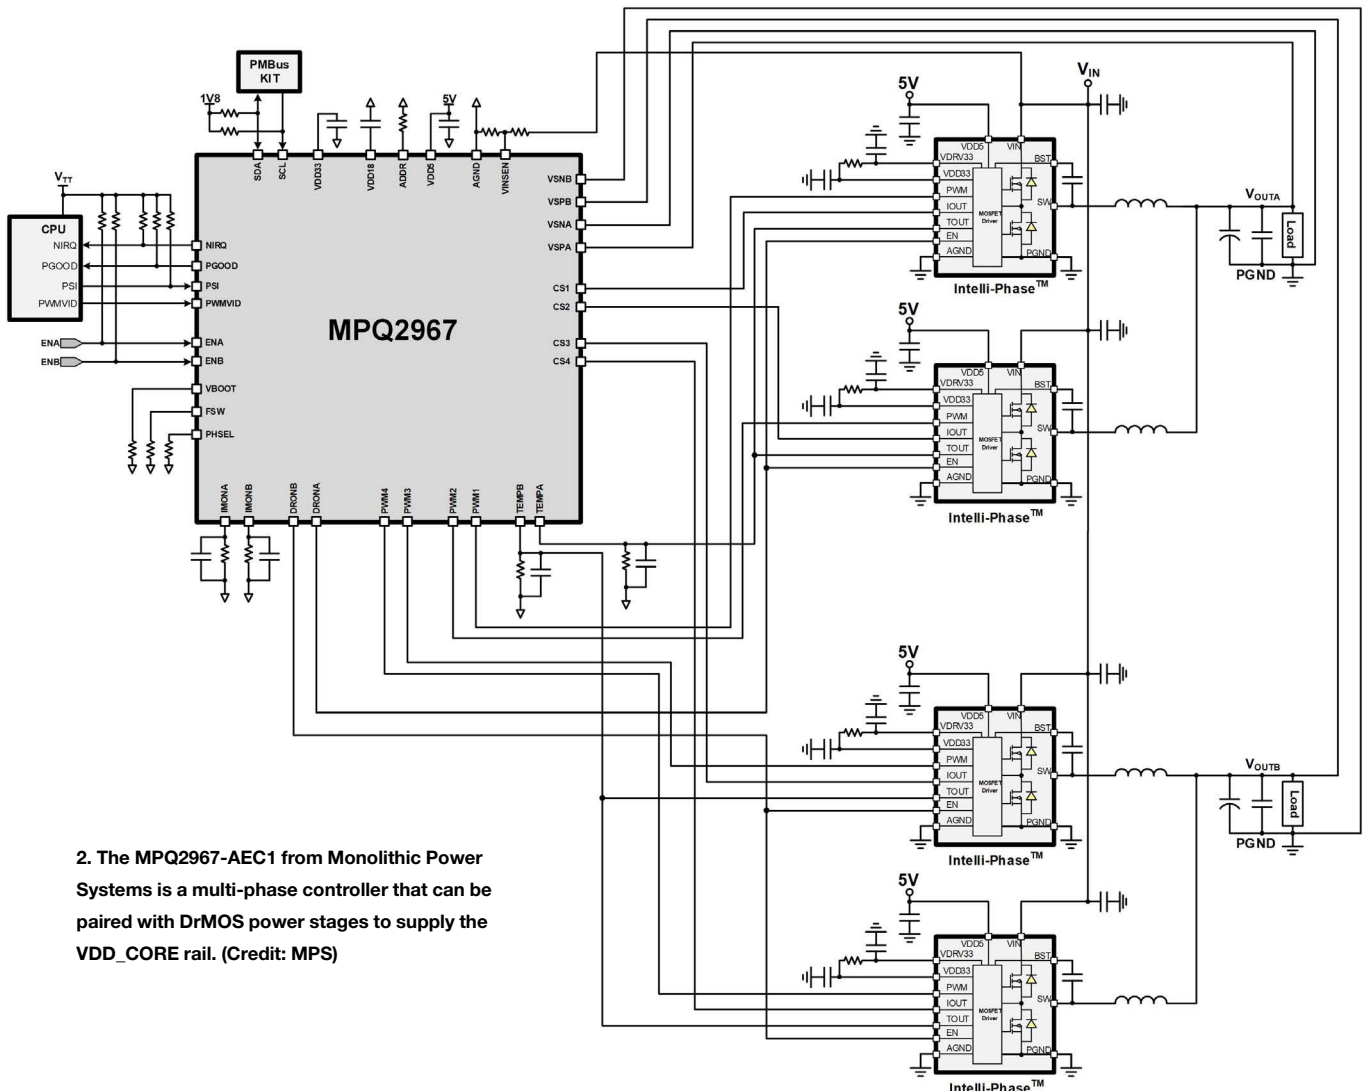 PMBus
KIT
1V8
5V
SDA
SCL
VDD33
VDD18
ADDR
VDD5
AGND
VINSEN
VTT
CPU
NIRQ
PGOOD
PSI
PWMVID
ENA
ENB
NIRQ
PGOOD
PSI
PWMVID
ENA
ENB
VBOOT
FSW
PHSEL
MPQ2967
VSNB
VSPB
VSNA
VSPA
CS1
CS2
CS3
CS4
IMONA
IMONB
DRONB
DRONA
PWM4
PWM3
PWM2
PWM1
TEMPB
TEMPA
VIN
5V
VDD5
VIN
VDRV33
VDD33
PWM
IOUT
TOUT
EN
AGND
MOSFET
Driver
BST
SW
PGND
Intelli-Phase™
VOUTA
Load
PGND
5V
VDD5
VIN
VDRV33
VDD33
PWM
IOUT
TOUT
EN
AGND
MOSFET
Driver
BST
SW
PGND
Intelli-Phase™
5V
VDD5
VIN
VDRV33
VDD33
PWM
IOUT
TOUT
EN
AGND
MOSFET
Driver
BST
SW
PGND
Intelli-Phase™
VOUTB
Load
PGND
5V
VDD5
VIN
VDRV33
VDD33
PWM
IOUT
TOUT
EN
AGND
MOSFET
Driver
BST
SW
PGND
Intelli-Phase™
2. The MPQ2967-AEC1 from Monolithic Power
Systems is a multi-phase controller that can be
paired with DrMOS power stages to supply the
VDD_CORE rail. (Credit: MPS)